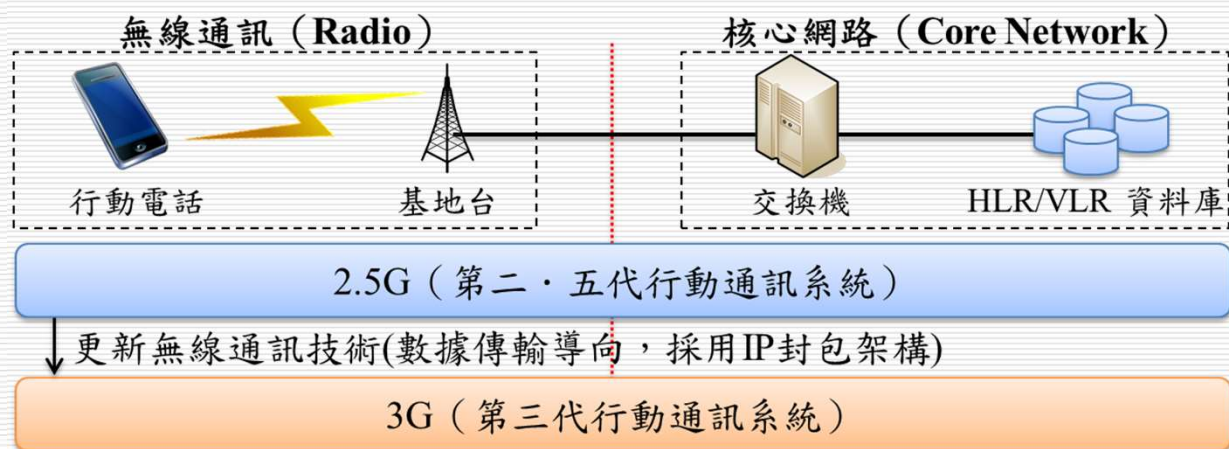 無線通訊（Radio） 核心網路（Core Network）
行動電話 基地台 交換機 HLR/VLR 資料庫
2.5G（第二．五代行動通訊系統）
更新無線通訊技術(數據傳輸導向，採用IP封包架構)
3G（第三代行動通訊系統）